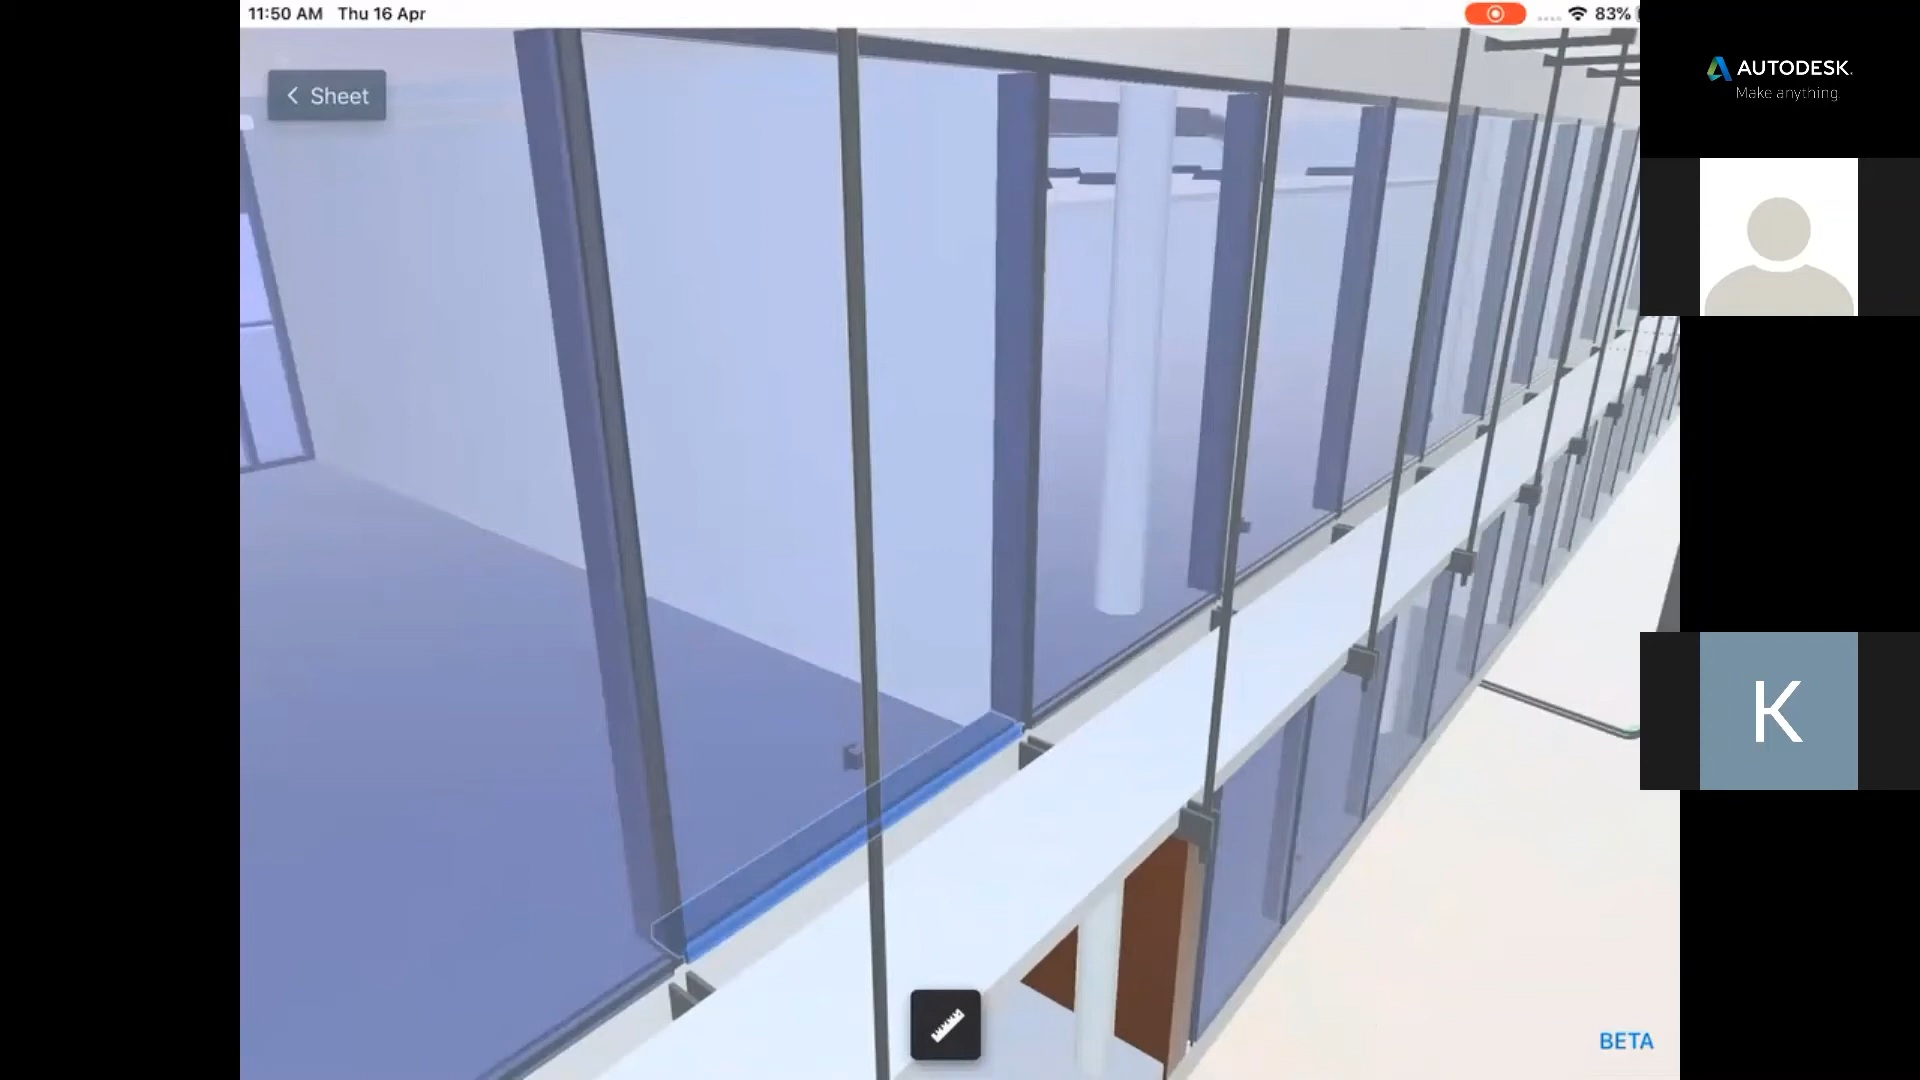 11:50 AM Thu 16 Apr
83%
Sheet
AUTODESK.
Make anything.
K
BETA